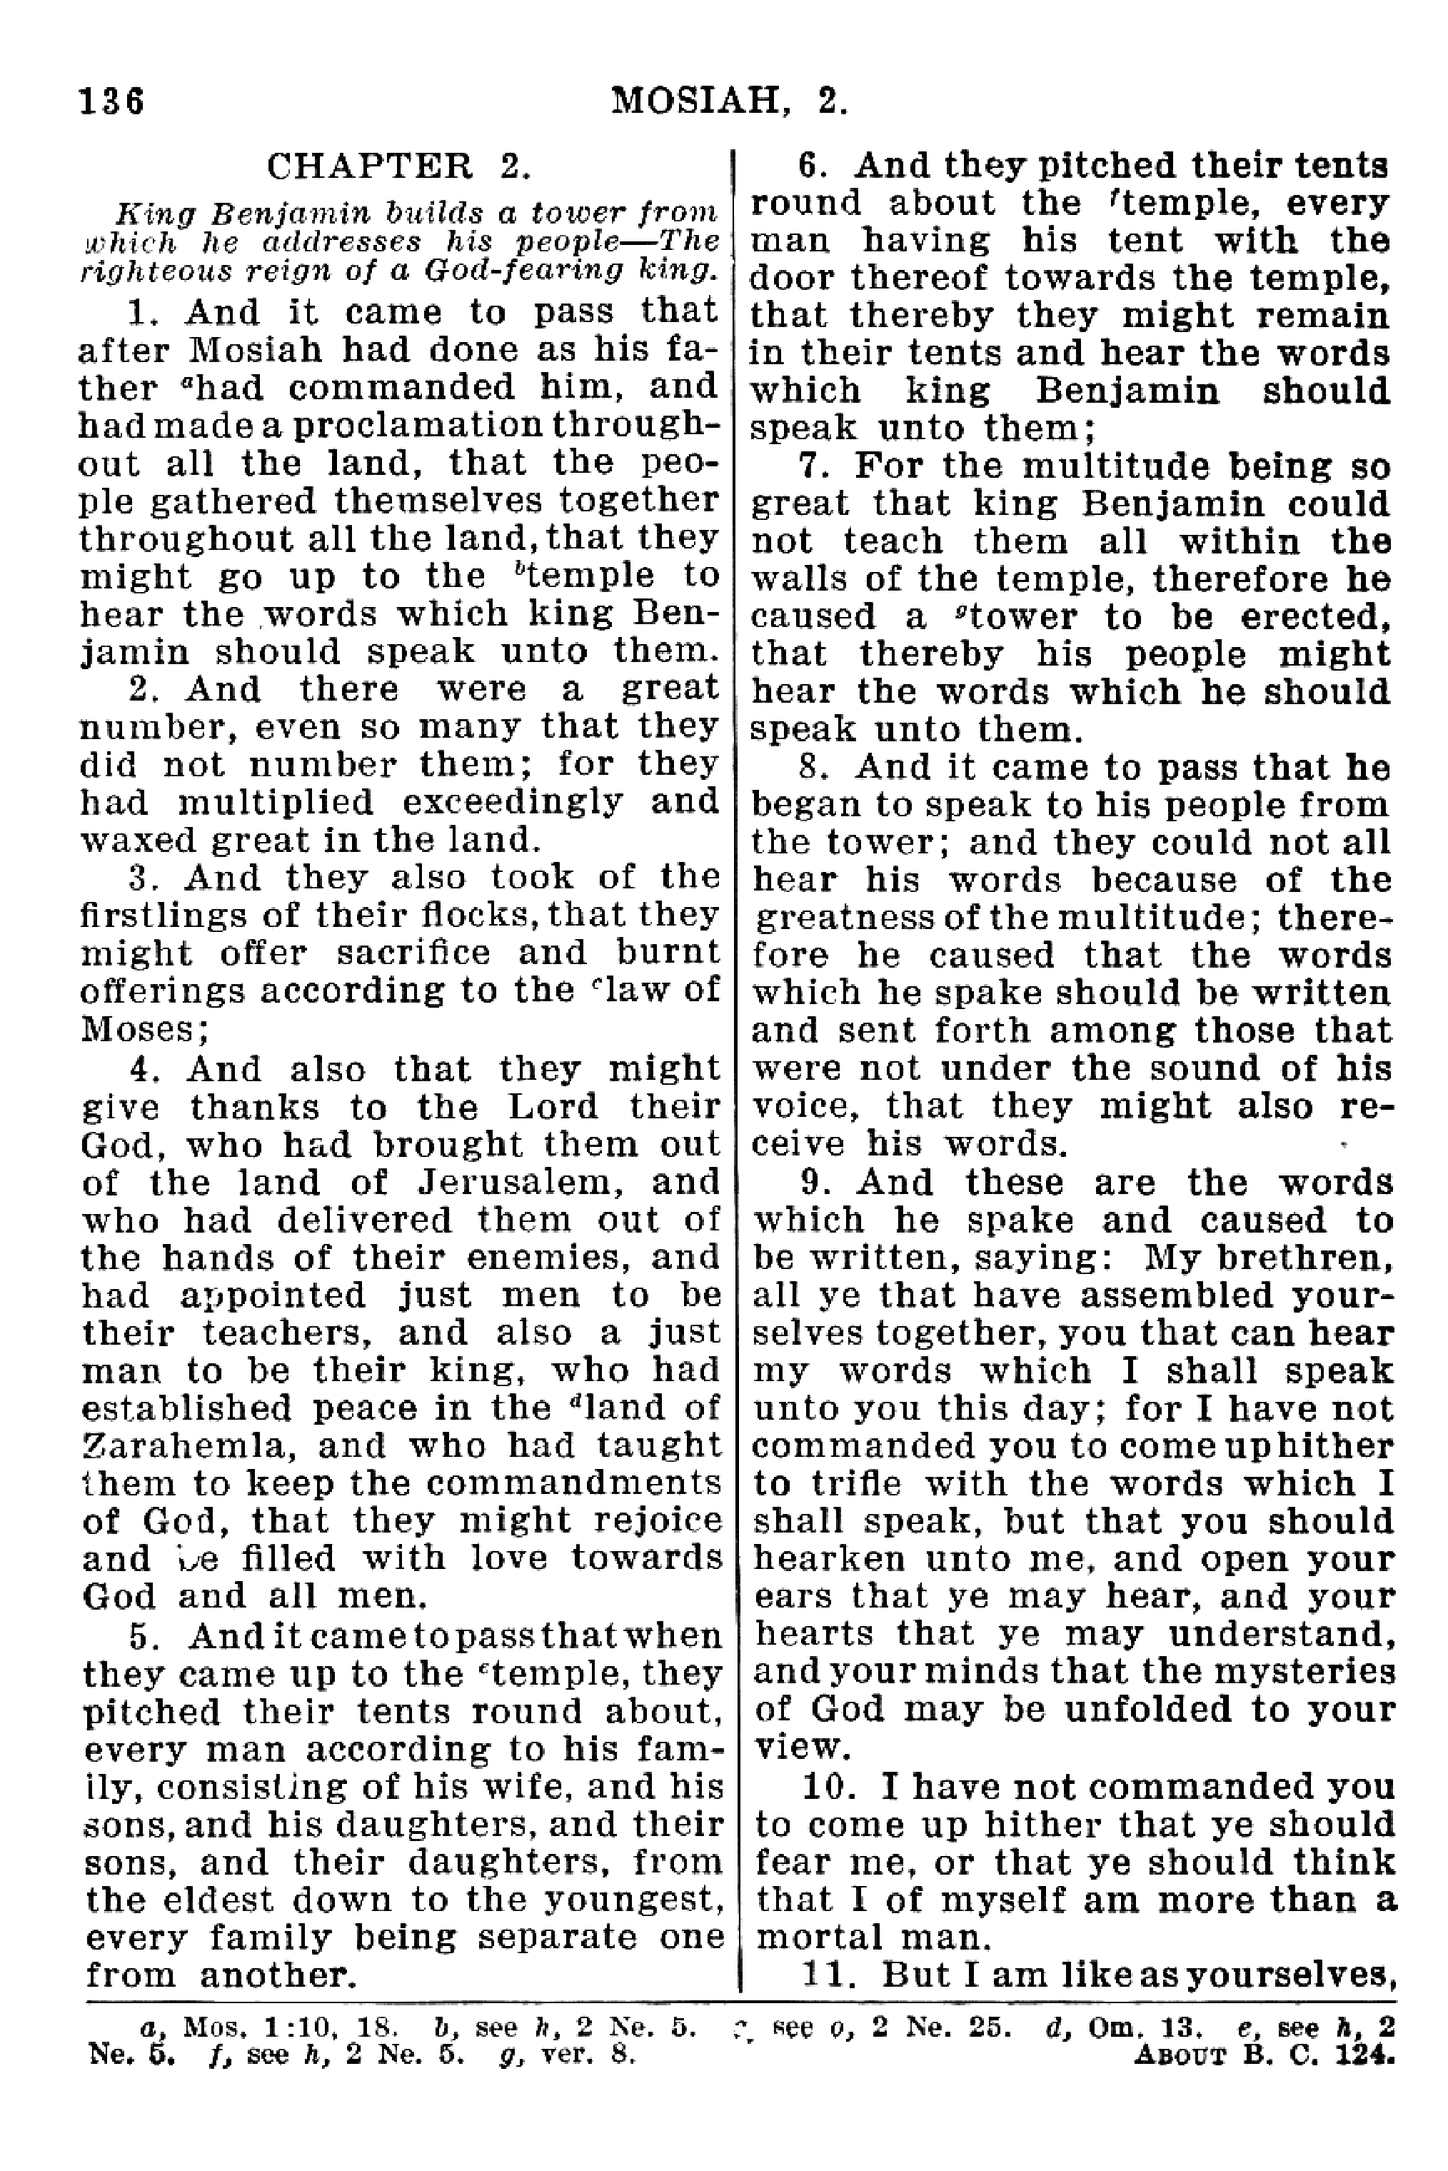 136
MOSIAH, 2.
CHAPTER 2.
King Benjamin builds a tower from
which he addresses his people—The
righteous reign of a God-fearing king.
1. And it came to pass that
after Mosiah had done as his fa-
ther ᵃhad commanded him, and
had made a proclamation through-
out all the land, that the peo-
ple gathered themselves together
throughout all the land, that they
might go up to the ᵇtemple to
hear the words which king Ben-
jamin should speak unto them.
2. And there were a great
number, even so many that they
did not number them; for they
had multiplied exceedingly and
waxed great in the land.
3. And they also took of the
firstlings of their flocks, that they
might offer sacrifice and burnt
offerings according to the ᶜlaw of
Moses;
4. And also that they might
give thanks to the Lord their
God, who had brought them out
of the land of Jerusalem, and
who had delivered them out of
the hands of their enemies, and
had appointed just men to be
their teachers, and also a just
man to be their king, who had
established peace in the ᵈland of
Zarahemla, and who had taught
them to keep the commandments
of God, that they might rejoice
and be filled with love towards
God and all men.
5. And it came to pass that when
they came up to the ᵉtemple, they
pitched their tents round about,
every man according to his fam-
ily, consisting of his wife, and his
sons, and his daughters, and their
sons, and their daughters, from
the eldest down to the youngest,
every family being separate one
from another.
6. And they pitched their tents
round about the ᶠtemple, every
man having his tent with the
door thereof towards the temple,
that thereby they might remain
in their tents and hear the words
which king Benjamin should
speak unto them;
7. For the multitude being so
great that king Benjamin could
not teach them all within the
walls of the temple, therefore he
caused a ᵍtower to be erected,
that thereby his people might
hear the words which he should
speak unto them.
8. And it came to pass that he
began to speak to his people from
the tower; and they could not all
hear his words because of the
greatness of the multitude; there-
fore he caused that the words
which he spake should be written
and sent forth among those that
were not under the sound of his
voice, that they might also re-
ceive his words.
9. And these are the words
which he spake and caused to
be written, saying: My brethren,
all ye that have assembled your-
selves together, you that can hear
my words which I shall speak
unto you this day; for I have not
commanded you to come up hither
to trifle with the words which I
shall speak, but that you should
hearken unto me, and open your
ears that ye may hear, and your
hearts that ye may understand,
and your minds that the mysteries
of God may be unfolded to your
view.
10. I have not commanded you
to come up hither that ye should
fear me, or that ye should think
that I of myself am more than a
mortal man.
11. But I am like as yourselves,
a, Mos. 1:10, 18. b, see h, 2 Ne. 5. c, see o, 2 Ne. 25. d, Om. 13. e, see h, 2
Ne. 5. f, see h, 2 Ne. 5. g, ver. 8.
ABOUT B. C. 124.